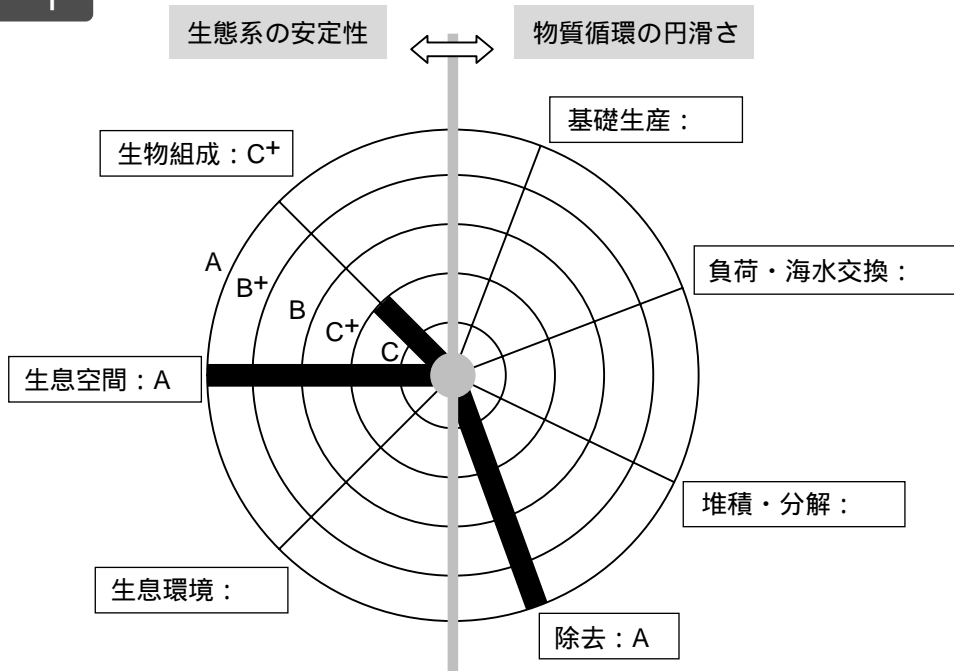 生態系の安定性
物質循環の円滑さ
基礎生産：
生物組成：C+
負荷・海水交換：
A
B+
B
C+
C
生息空間：A
堆積・分解：
生息環境：
除去：A